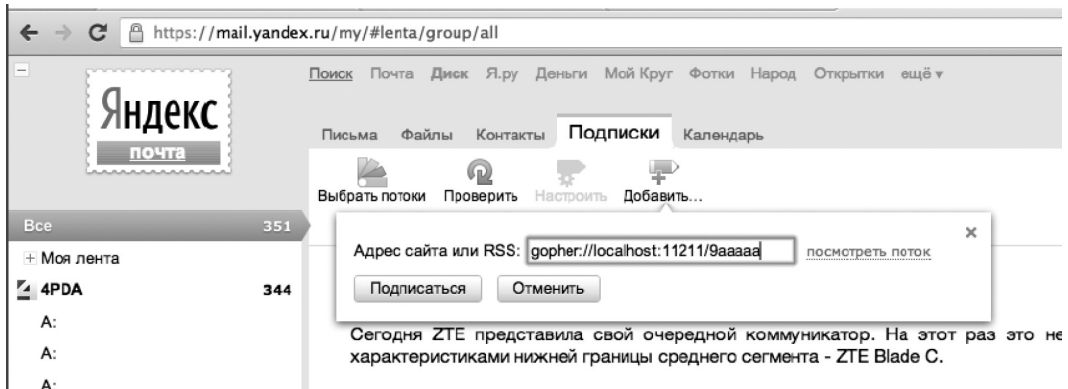 https://mail.yandex.ru/my/#lenta/group/all
Яндекс
почта
Поиск Почта Диск Я.ру Деньги Мой Круг Фотки Народ Открытки ещё
Письма Файлы Контакты Подписки Календарь
Выбрать потоки Проверить Настроить Добавить...
Все 351
Моя лента
4PDA 344
А:
А:
А:
Адрес сайта или RSS: gopher://localhost:11211/9aaaaa посмотреть поток
Подписаться Отменить
Сегодня ZTE представила свой очередной коммуникатор. На этот раз это не
характеристиками нижней границы среднего сегмента - ZTE Blade C.